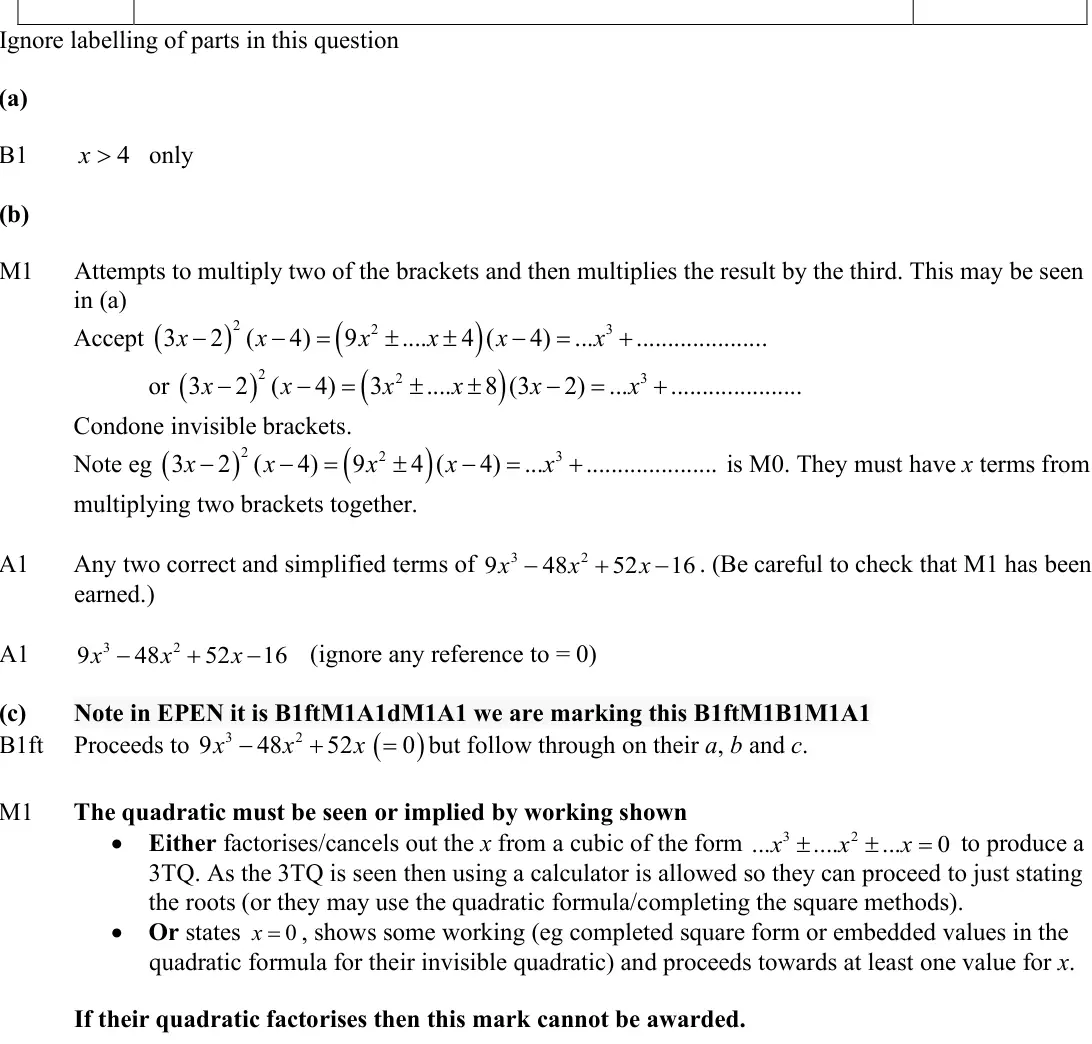 Ignore labelling of parts in this question
(a)
B1 x > 4 only
(b)
M1 Attempts to multiply two of the brackets and then multiplies the result by the third. This may be seen
in (a)
Accept (3x − 2)² (x − 4) = (9x² ± ....x ± 4)(x − 4) = ...x³ + .....................
or (3x − 2)² (x − 4) = (3x² ± ....x ± 8)(3x − 2) = ...x³ + .....................
Condone invisible brackets.
Note eg (3x − 2)² (x − 4) = (9x² ± 4)(x − 4) = ...x³ + ..................... is M0. They must have x terms from
multiplying two brackets together.
A1 Any two correct and simplified terms of 9x³ − 48x² + 52x − 16. (Be careful to check that M1 has been
earned.)
A1 9x³ − 48x² + 52x − 16 (ignore any reference to = 0)
(c) Note in EPEN it is B1ftM1A1dM1A1 we are marking this B1ftM1B1M1A1
B1ft Proceeds to 9x³ − 48x² + 52x (= 0) but follow through on their a, b and c.
M1 The quadratic must be seen or implied by working shown
• Either factorises/cancels out the x from a cubic of the form ...x³ ± ....x² ± ...x = 0 to produce a
3TQ. As the 3TQ is seen then using a calculator is allowed so they can proceed to just stating
the roots (or they may use the quadratic formula/completing the square methods).
• Or states x = 0, shows some working (eg completed square form or embedded values in the
quadratic formula for their invisible quadratic) and proceeds towards at least one value for x.
If their quadratic factorises then this mark cannot be awarded.